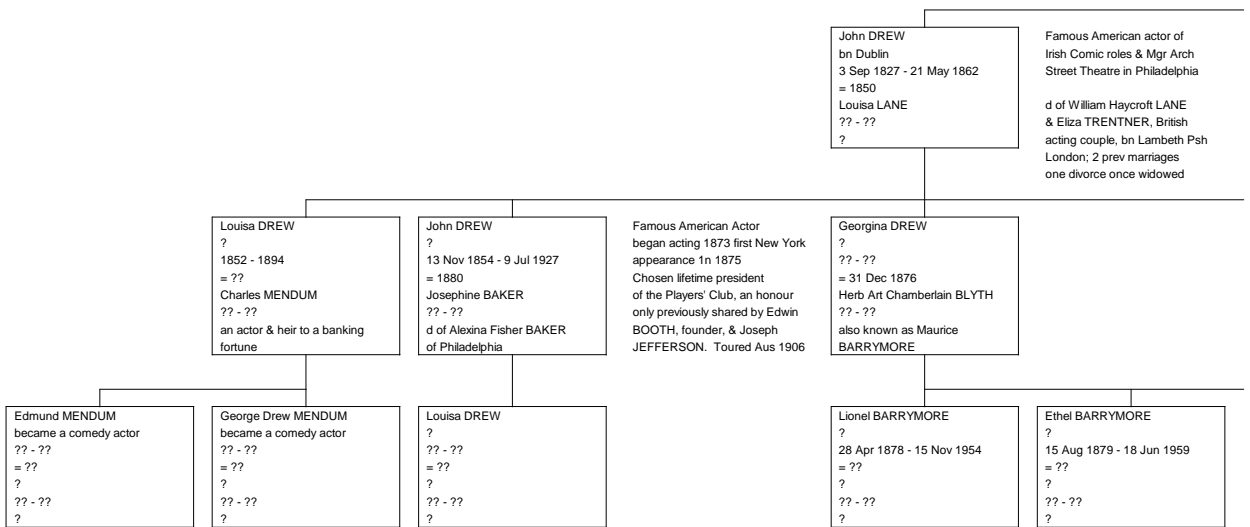 John DREW
bn Dublin
3 Sep 1827 - 21 May 1862
= 1850
Louisa LANE
?? - ??
?
Famous American actor of
Irish Comic roles & Mgr Arch
Street Theatre in Philadelphia
d of William Haycroft LANE
& Eliza TRENTNER, British
acting couple, bn Lambeth Psh
London; 2 prev marriages
one divorce once widowed
Louisa DREW
?
1852 - 1894
= ??
Charles MENDUM
?? - ??
an actor & heir to a banking
fortune
John DREW
?
13 Nov 1854 - 9 Jul 1927
= 1880
Josephine BAKER
?? - ??
d of Alexina Fisher BAKER
of Philadelphia
Famous American Actor
began acting 1873 first New York
appearance 1n 1875
Chosen lifetime president
of the Players' Club, an honour
only previously shared by Edwin
BOOTH, founder, & Joseph
JEFFERSON.  Toured Aus 1906
Georgina DREW
?
?? - ??
= 31 Dec 1876
Herb Art Chamberlain BLYTH
?? - ??
also known as Maurice
BARRYMORE
Edmund MENDUM
became a comedy actor
?? - ??
= ??
?
?? - ??
?
George Drew MENDUM
became a comedy actor
?? - ??
= ??
?
?? - ??
?
Louisa DREW
?
?? - ??
= ??
?
?? - ??
?
Lionel BARRYMORE
?
28 Apr 1878 - 15 Nov 1954
= ??
?
?? - ??
?
Ethel BARRYMORE
?
15 Aug 1879 - 18 Jun 1959
= ??
?
?? - ??
?